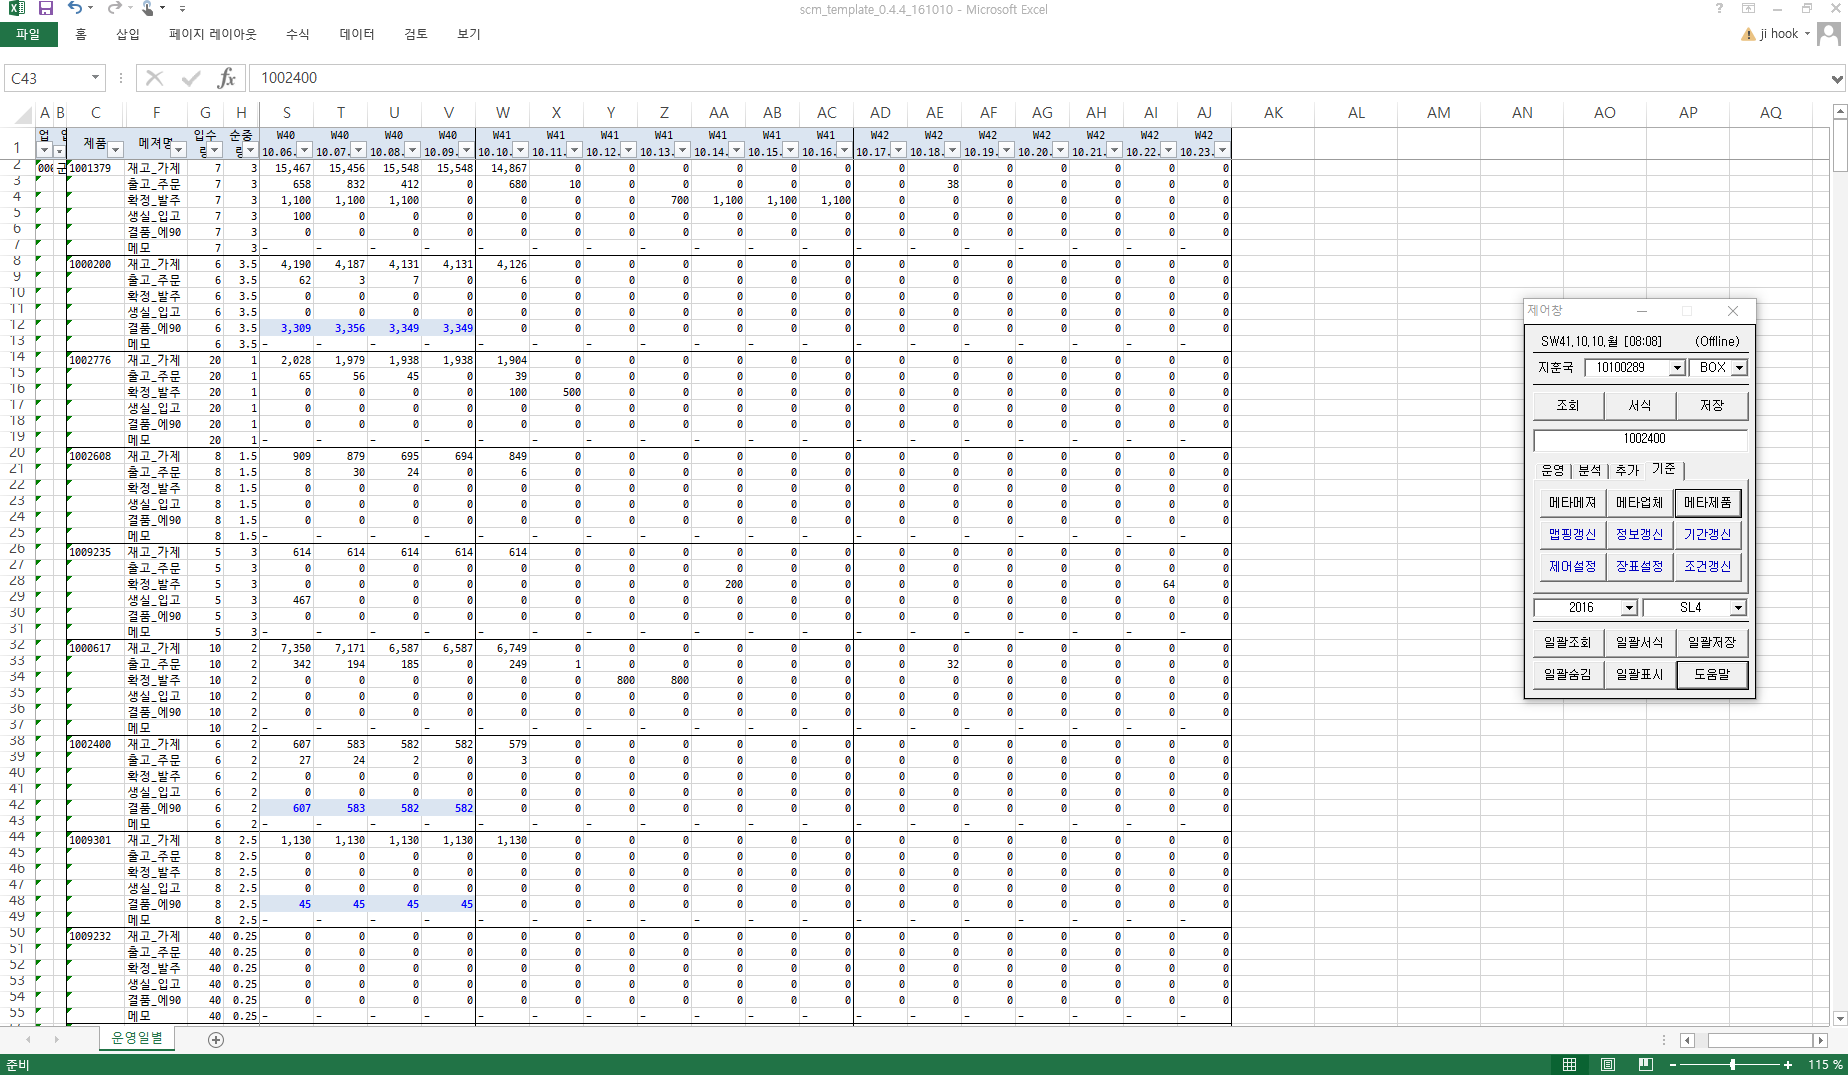 scm_template_0.4.4_161010 - Microsoft Excel
파일 홈 삽입 페이지 레이아웃 수식 데이터 검토 보기 ji hook
C43 1002400
A B C F G H S T U V W X Y Z AA AB AC AD AE AF AG AH AI AJ AK AL AM AN AO AP AQ
W40 W40 W40 W40 W41 W41 W41 W41 W41 W41 W41 W42 W42 W42 W42 W42 W42 W42
1 업 제품 메져명 입수 순중 10.06. 10.07. 10.08. 10.09. 10.10. 10.11. 10.12. 10.13. 10.14. 10.15. 10.16. 10.17. 10.18. 10.19. 10.20. 10.21. 10.22. 10.23.
2 1001379 재고_가제 7 3 15,467 15,456 15,548 15,548 14,867 0 0 0 0 0 0 0 0 0 0 0 0 0
3 출고_주문 7 3 658 832 412 0 680 10 0 0 0 0 0 0 38 0 0 0 0 0
4 확정_발주 7 3 1,100 1,100 1,100 0 0 0 0 700 1,100 1,100 1,100 0 0 0 0 0 0 0
5 생실_입고 7 3 100 0 0 0 0 0 0 0 0 0 0 0 0 0 0 0 0 0
6 결품_예90 7 3 0 0 0 0 0 0 0 0 0 0 0 0 0 0 0 0 0 0
7 메모 7 3 - - - - - - - - - - - - - - - - - -
8 1000200 재고_가제 6 3.5 4,190 4,187 4,131 4,131 4,126 0 0 0 0 0 0 0 0 0 0 0 0 0
9 출고_주문 6 3.5 62 3 7 0 6 0 0 0 0 0 0 0 0 0 0 0 0 0
10 확정_발주 6 3.5 0 0 0 0 0 0 0 0 0 0 0 0 0 0 0 0 0 0
11 생실_입고 6 3.5 0 0 0 0 0 0 0 0 0 0 0 0 0 0 0 0 0 0
12 결품_예90 6 3.5 3,309 3,356 3,349 3,349 0 0 0 0 0 0 0 0 0 0 0 0 0 0
13 메모 6 3.5 - - - - - - - - - - - - - - - - - -
14 1002776 재고_가제 20 1 2,028 1,979 1,938 1,938 1,904 0 0 0 0 0 0 0 0 0 0 0 0 0
15 출고_주문 20 1 65 56 45 0 39 0 0 0 0 0 0 0 0 0 0 0 0 0
16 확정_발주 20 1 0 0 0 0 100 500 0 0 0 0 0 0 0 0 0 0 0 0
17 생실_입고 20 1 0 0 0 0 0 0 0 0 0 0 0 0 0 0 0 0 0 0
18 결품_예90 20 1 0 0 0 0 0 0 0 0 0 0 0 0 0 0 0 0 0 0
19 메모 20 1 - - - - - - - - - - - - - - - - - -
20 1002608 재고_가제 8 1.5 909 879 695 694 849 0 0 0 0 0 0 0 0 0 0 0 0 0
21 출고_주문 8 1.5 8 30 24 0 6 0 0 0 0 0 0 0 0 0 0 0 0 0
22 확정_발주 8 1.5 0 0 0 0 0 0 0 0 0 0 0 0 0 0 0 0 0 0
23 생실_입고 8 1.5 0 0 0 0 0 0 0 0 0 0 0 0 0 0 0 0 0 0
24 결품_예90 8 1.5 0 0 0 0 0 0 0 0 0 0 0 0 0 0 0 0 0 0
25 메모 8 1.5 - - - - - - - - - - - - - - - - - -
26 1009235 재고_가제 5 3 614 614 614 614 614 0 0 0 0 0 0 0 0 0 0 0 0 0
27 출고_주문 5 3 0 0 0 0 0 0 0 0 0 0 0 0 0 0 0 0 0 0
28 확정_발주 5 3 0 0 0 0 0 0 0 0 200 0 0 0 0 0 0 0 64 0
29 생실_입고 5 3 467 0 0 0 0 0 0 0 0 0 0 0 0 0 0 0 0 0
30 결품_예90 5 3 0 0 0 0 0 0 0 0 0 0 0 0 0 0 0 0 0 0
31 메모 5 3 - - - - - - - - - - - - - - - - - -
32 1000617 재고_가제 10 2 7,350 7,171 6,587 6,587 6,749 0 0 0 0 0 0 0 0 0 0 0 0 0
33 출고_주문 10 2 342 194 185 0 249 1 0 0 0 0 0 0 32 0 0 0 0 0
34 확정_발주 10 2 0 0 0 0 0 0 800 800 0 0 0 0 0 0 0 0 0 0
35 생실_입고 10 2 0 0 0 0 0 0 0 0 0 0 0 0 0 0 0 0 0 0
36 결품_예90 10 2 0 0 0 0 0 0 0 0 0 0 0 0 0 0 0 0 0 0
37 메모 10 2 - - - - - - - - - - - - - - - - - -
38 1002400 재고_가제 6 2 607 583 582 582 579 0 0 0 0 0 0 0 0 0 0 0 0 0
39 출고_주문 6 2 27 24 2 0 3 0 0 0 0 0 0 0 0 0 0 0 0 0
40 확정_발주 6 2 0 0 0 0 0 0 0 0 0 0 0 0 0 0 0 0 0 0
41 생실_입고 6 2 0 0 0 0 0 0 0 0 0 0 0 0 0 0 0 0 0 0
42 결품_예90 6 2 607 583 582 582 0 0 0 0 0 0 0 0 0 0 0 0 0 0
43 메모 6 2 - - - - - - - - - - - - - - - - - -
44 1009301 재고_가제 8 2.5 1,130 1,130 1,130 1,130 1,130 0 0 0 0 0 0 0 0 0 0 0 0 0
45 출고_주문 8 2.5 0 0 0 0 0 0 0 0 0 0 0 0 0 0 0 0 0 0
46 확정_발주 8 2.5 0 0 0 0 0 0 0 0 0 0 0 0 0 0 0 0 0 0
47 생실_입고 8 2.5 0 0 0 0 0 0 0 0 0 0 0 0 0 0 0 0 0 0
48 결품_예90 8 2.5 45 45 45 45 0 0 0 0 0 0 0 0 0 0 0 0 0 0
49 메모 8 2.5 - - - - - - - - - - - - - - - - - -
50 1009232 재고_가제 40 0.25 0 0 0 0 0 0 0 0 0 0 0 0 0 0 0 0 0 0
51 출고_주문 40 0.25 0 0 0 0 0 0 0 0 0 0 0 0 0 0 0 0 0 0
52 확정_발주 40 0.25 0 0 0 0 0 0 0 0 0 0 0 0 0 0 0 0 0 0
53 생실_입고 40 0.25 0 0 0 0 0 0 0 0 0 0 0 0 0 0 0 0 0 0
54 결품_예90 40 0.25 0 0 0 0 0 0 0 0 0 0 0 0 0 0 0 0 0 0
55 메모 40 0.25 - - - - - - - - - - - - - - - - - -
제어창
SW41,10,10,월 [08:08] (Offline)
지훈국 10100289 BOX
조회 서식 저장
1002400
운영 분석 추가 기준
메타메져 메타업체 메타제품
맵핑갱신 정보갱신 기간갱신
제어설정 장표설정 조건갱신
2016 SL4
일괄조회 일괄서식 일괄저장
일괄숨김 일괄표시 도움말
운영일별
준비 115 %